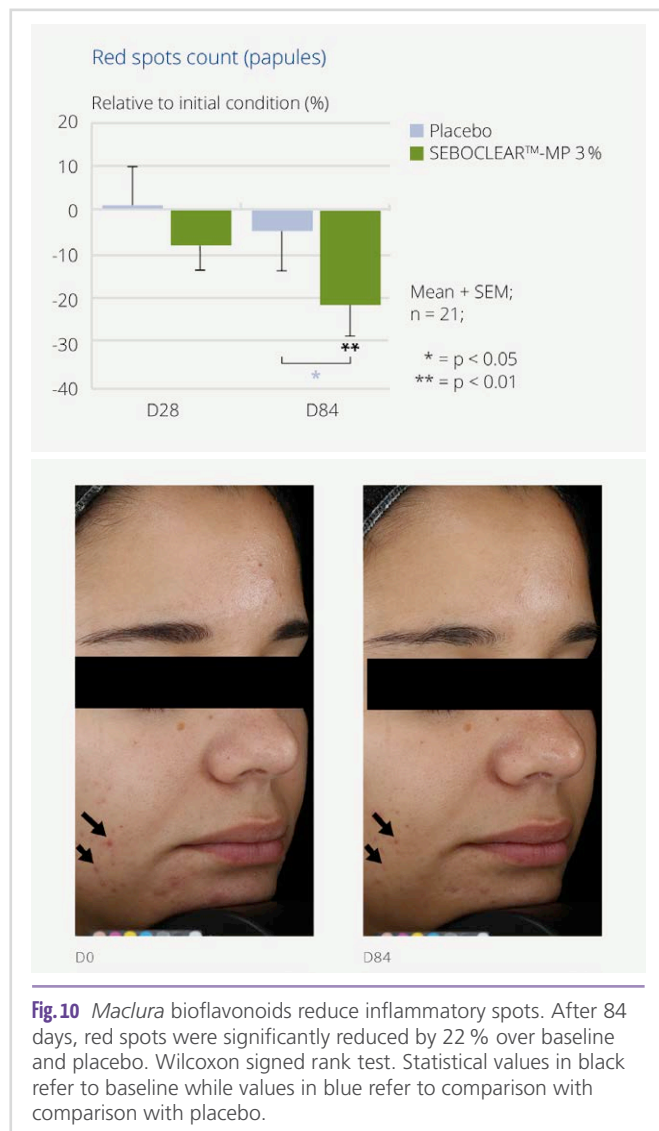 Red spots count (papules)
Relative to initial condition (%)
20
10
0
-10
-20
-30
-40
Placebo
SEBOCLEAR™-MP 3 %
Mean + SEM;
n = 21;
* = p < 0.05
** = p < 0.01
**
*
D28 D84
D0 D84
Fig. 10 Maclura bioflavonoids reduce inflammatory spots. After 84
days, red spots were significantly reduced by 22 % over baseline
and placebo. Wilcoxon signed rank test. Statistical values in black
refer to baseline while values in blue refer to comparison with
comparison with placebo.